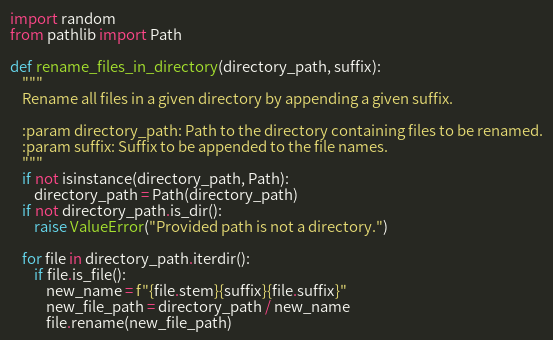 import random
from pathlib import Path

def rename_files_in_directory(directory_path, suffix):
    """
    Rename all files in a given directory by appending a given suffix.

    :param directory_path: Path to the directory containing files to be renamed.
    :param suffix: Suffix to be appended to the file names.
    """
    if not isinstance(directory_path, Path):
        directory_path = Path(directory_path)
    if not directory_path.is_dir():
        raise ValueError("Provided path is not a directory.")

    for file in directory_path.iterdir():
        if file.is_file():
            new_name = f"{file.stem}{suffix}{file.suffix}"
            new_file_path = directory_path / new_name
            file.rename(new_file_path)